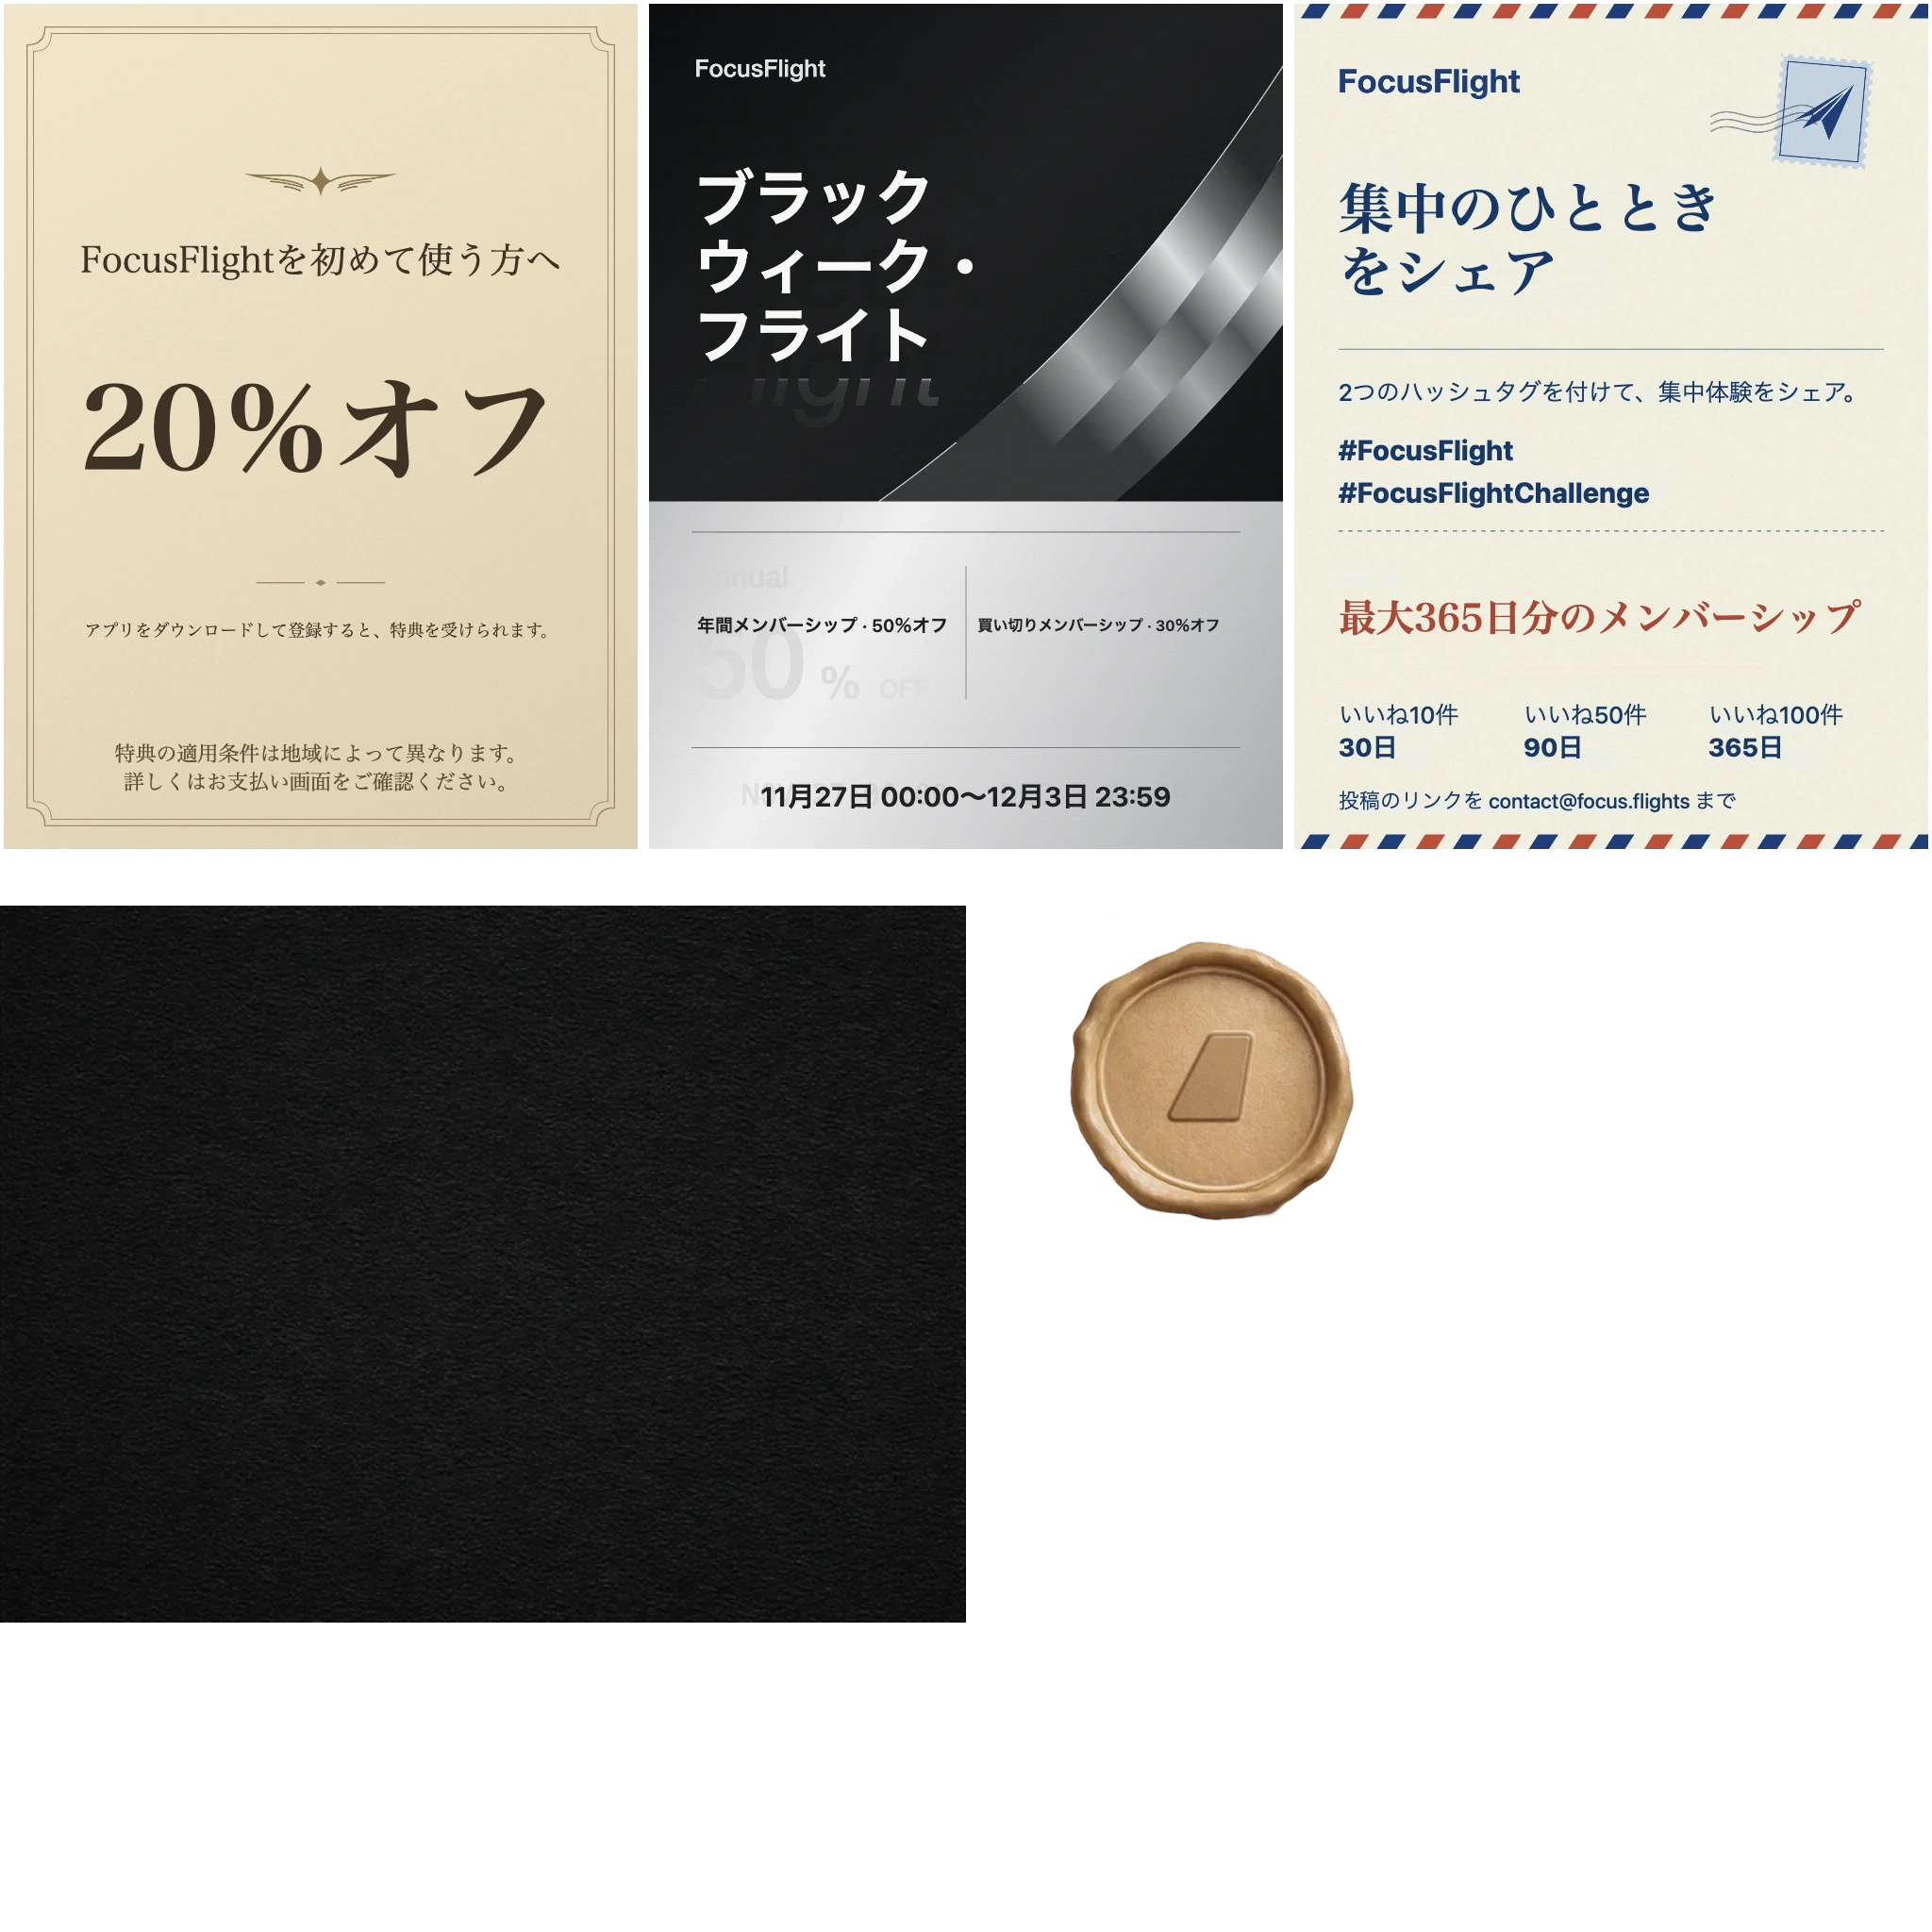 FocusFlightを初めて使う方へ
20%オフ
アプリをダウンロードして登録すると、特典を受けられます。
特典の適用条件は地域によって異なります。
詳しくはお支払い画面をご確認ください。
FocusFlight
ブラック
ウィーク・
フライト
Flight
Annual
年間メンバーシップ · 50%オフ
買い切りメンバーシップ · 30%オフ
50 % OFF
11月27日 00:00〜12月3日 23:59
FocusFlight
集中のひととき
をシェア
2つのハッシュタグを付けて、集中体験をシェア。
#FocusFlight
#FocusFlightChallenge
最大365日分のメンバーシップ
いいね10件
30日
いいね50件
90日
いいね100件
365日
投稿のリンクを contact@focus.flights まで